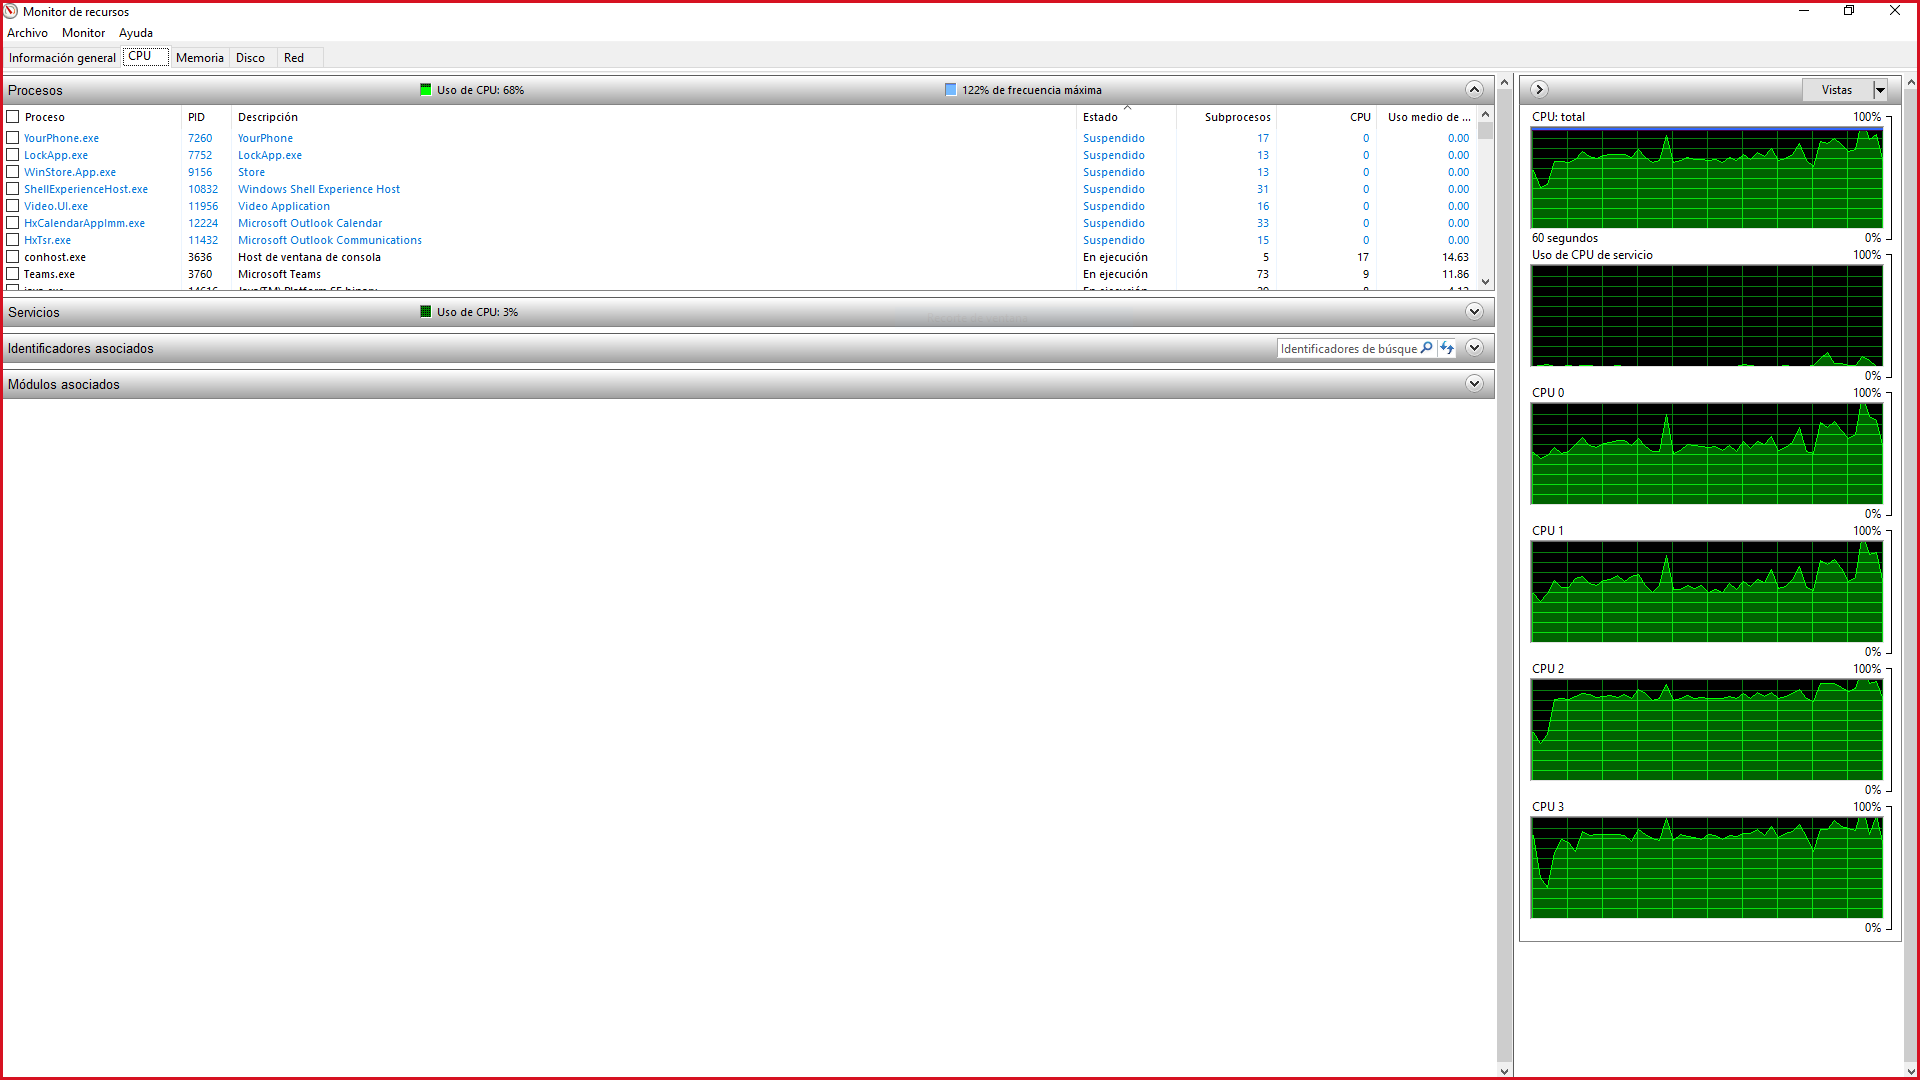 Monitor de recursos
Archivo Monitor Ayuda
Información general CPU Memoria Disco Red
Procesos Uso de CPU: 68% 122% de frecuencia máxima
Proceso PID Descripción Estado Subprocesos CPU Uso medio de ...
YourPhone.exe 7260 YourPhone Suspendido 17 0 0.00
LockApp.exe 7752 LockApp.exe Suspendido 13 0 0.00
WinStore.App.exe 9156 Store Suspendido 13 0 0.00
ShellExperienceHost.exe 10832 Windows Shell Experience Host Suspendido 31 0 0.00
Video.UI.exe 11956 Video Application Suspendido 16 0 0.00
HxCalendarAppImm.exe 12224 Microsoft Outlook Calendar Suspendido 33 0 0.00
HxTsr.exe 11432 Microsoft Outlook Communications Suspendido 15 0 0.00
conhost.exe 3636 Host de ventana de consola En ejecución 5 17 14.63
Teams.exe 3760 Microsoft Teams En ejecución 73 9 11.86
Servicios Uso de CPU: 3%
Identificadores asociados Identificadores de búsque
Módulos asociados
Vistas
CPU: total 100%
60 segundos 0%
Uso de CPU de servicio 100%
0%
CPU 0 100%
0%
CPU 1 100%
0%
CPU 2 100%
0%
CPU 3 100%
0%